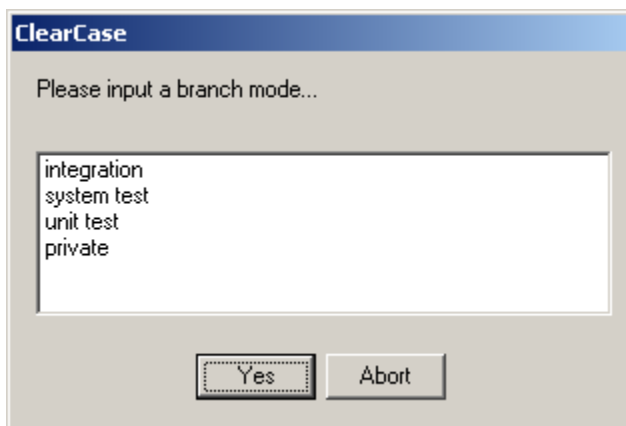 ClearCase
Please input a branch mode...
integration
system test
unit test
private
Yes
Abort